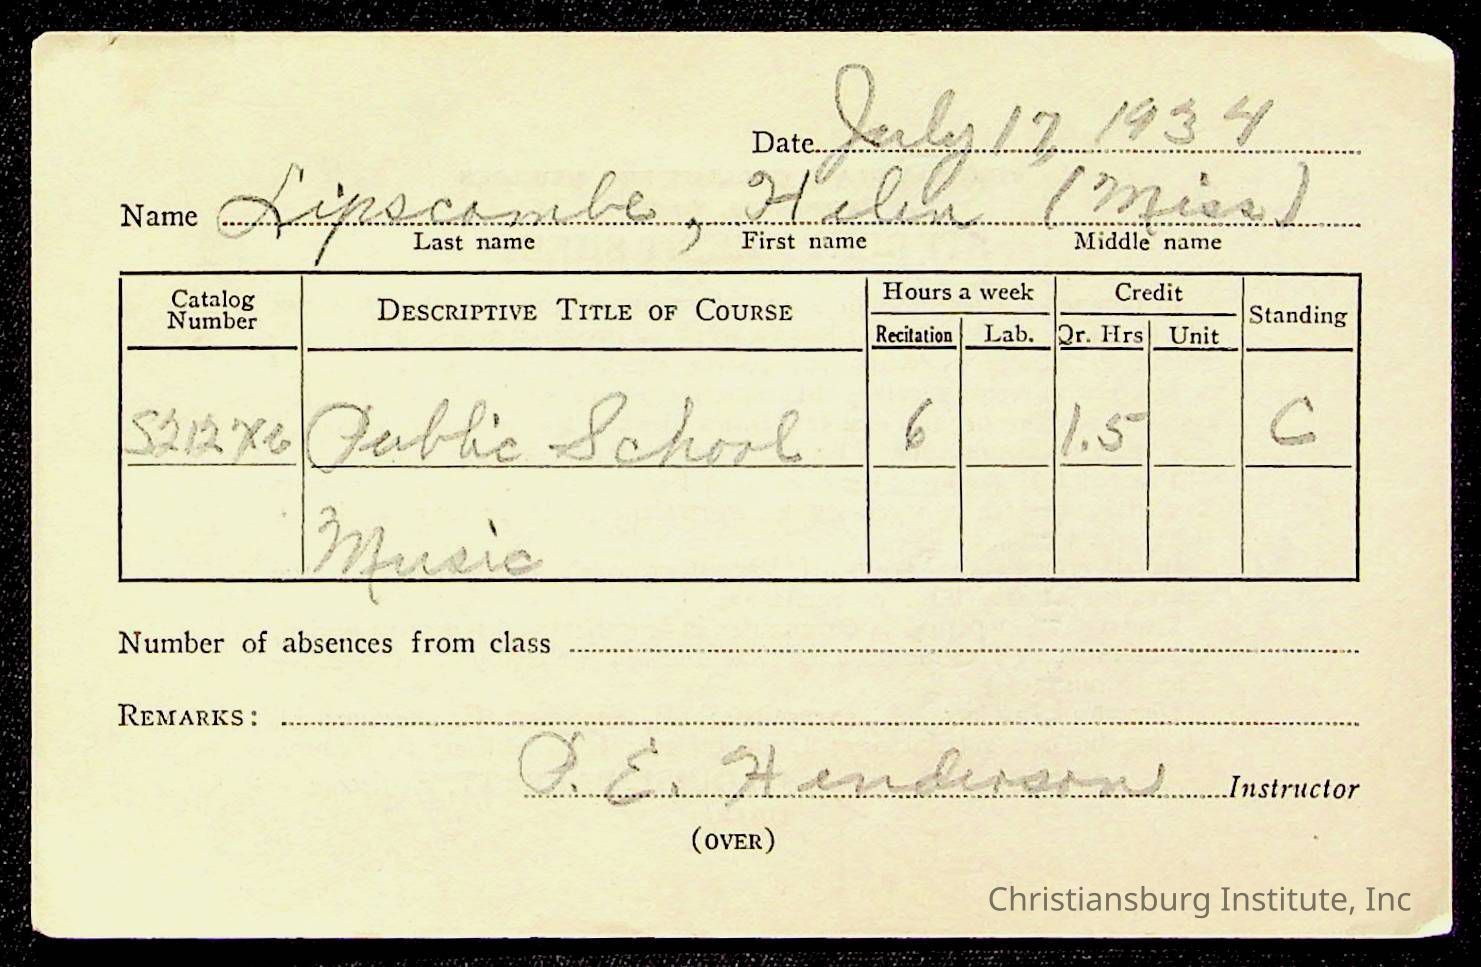 Date July 17, 1934
Name Lipscombe, Helen (Miss)
Last name First name Middle name
Catalog Number DESCRIPTIVE TITLE OF COURSE Hours a week Credit Standing
Recitation Lab. Qr. Hrs Unit
S212X6 Public School 6 1.5 C
Music
Number of absences from class
REMARKS:
P. E. Henderson Instructor
(OVER)
Christiansburg Institute, Inc